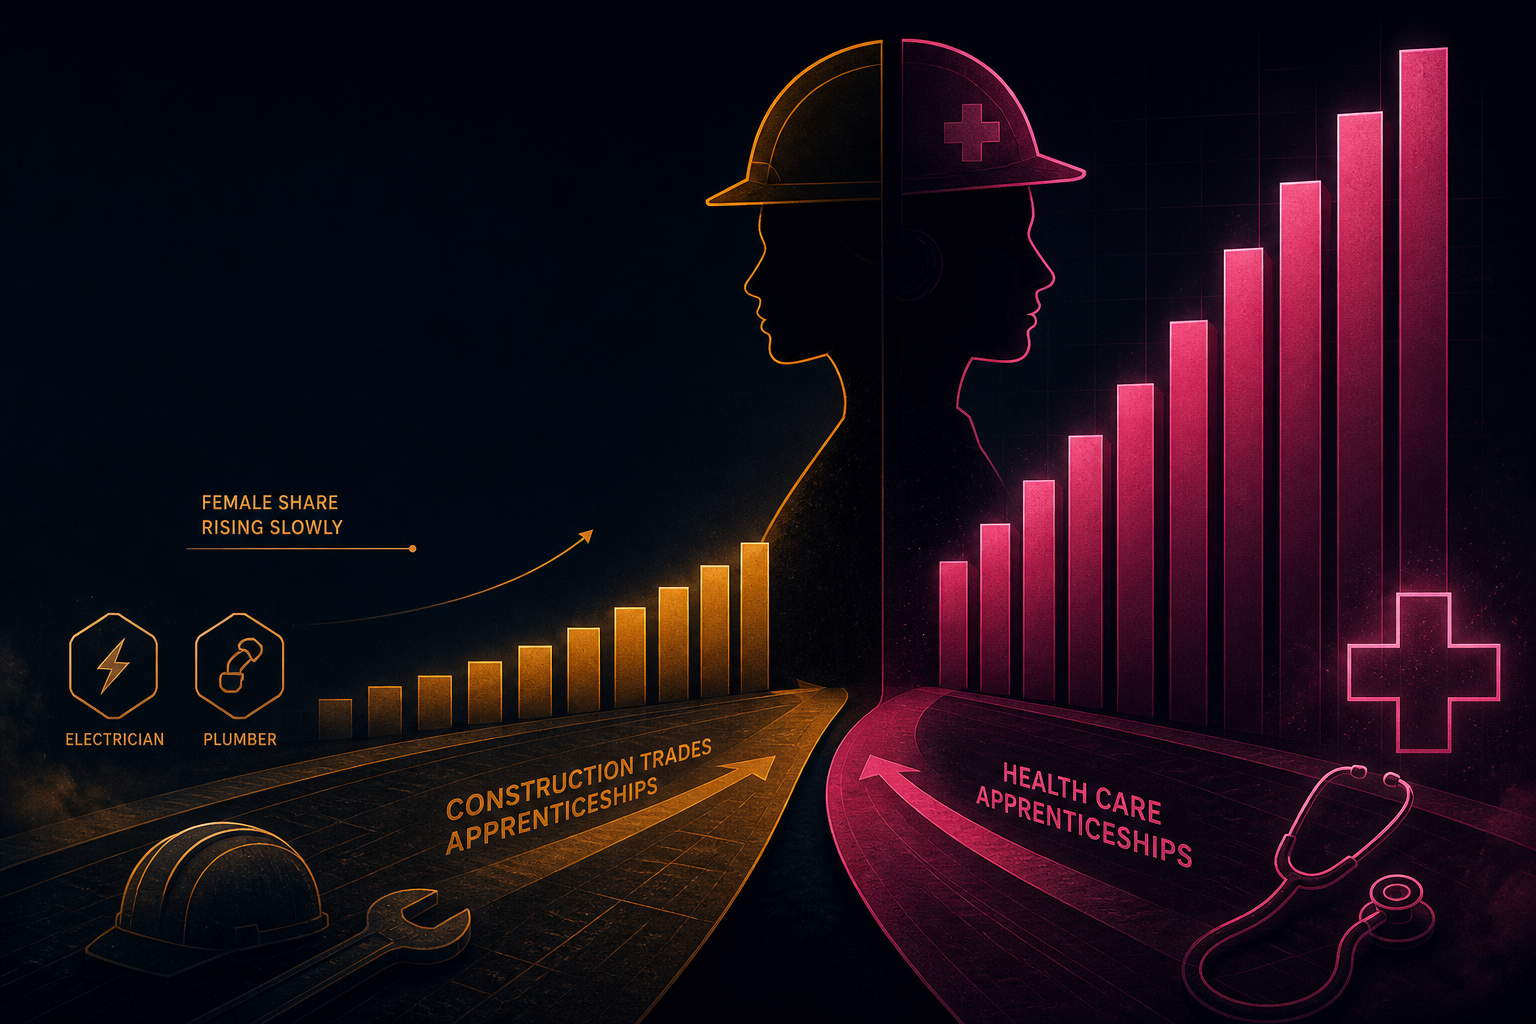 FEMALE SHARE
RISING SLOWLY
ELECTRICIAN
PLUMBER
CONSTRUCTION TRADES
APPRENTICESHIPS
HEALTH CARE
APPRENTICESHIPS